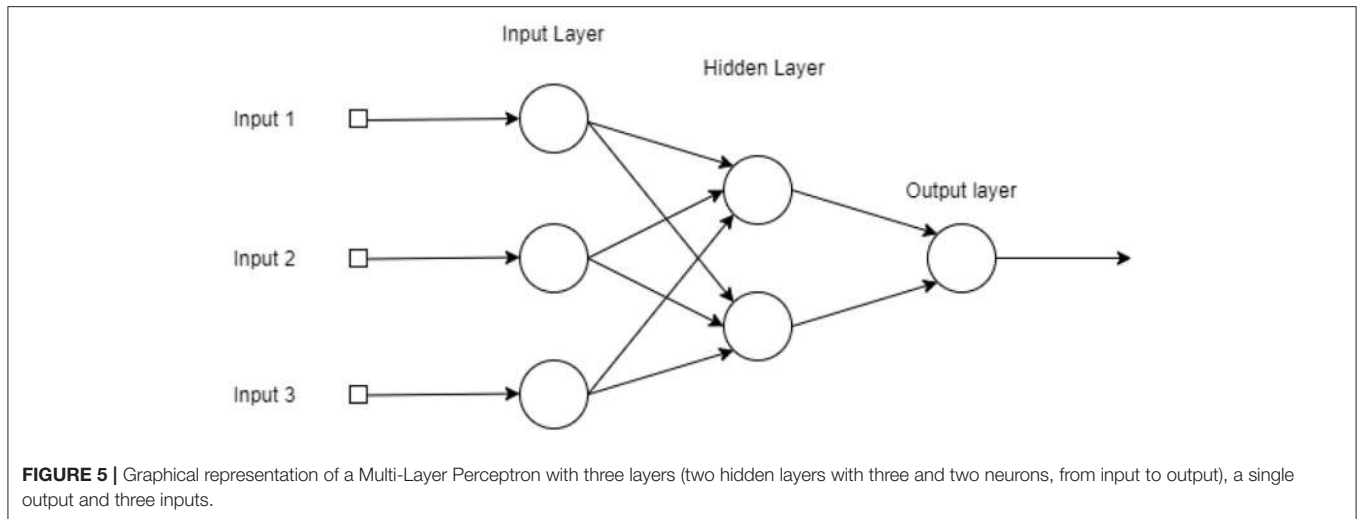 Input Layer
Hidden Layer
Input 1
Output layer
Input 2
Input 3
FIGURE 5 | Graphical representation of a Multi-Layer Perceptron with three layers (two hidden layers with three and two neurons, from input to output), a single
output and three inputs.